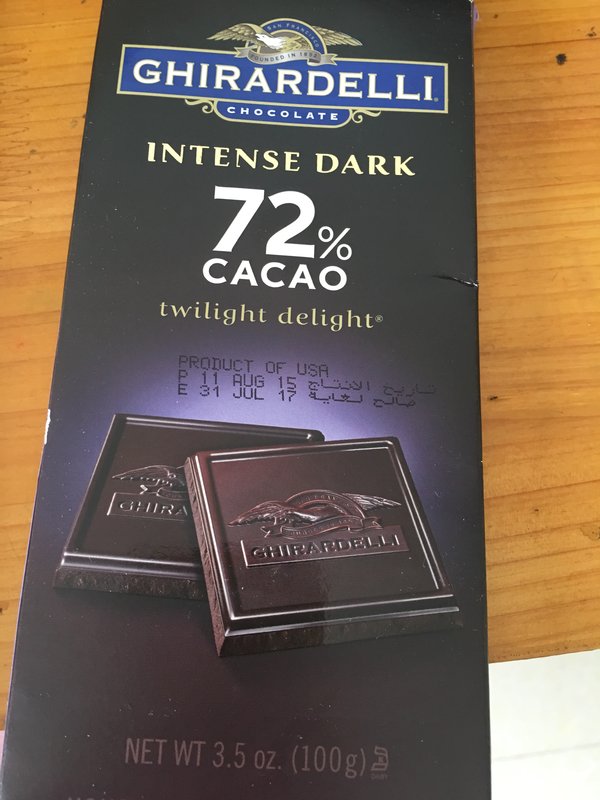 SAN FRANCISCO
FOUNDED IN 1852
GHIRARDELLI®
CHOCOLATE
INTENSE DARK
72%
CACAO
twilight delight®
PRODUCT OF USA
P 11 AUG 15 تاريخ الانتاج
E 31 JUL 17 صالح لغاية
GHIRA
GHIRARDELLI
NET WT 3.5 oz. (100g) DAIRY